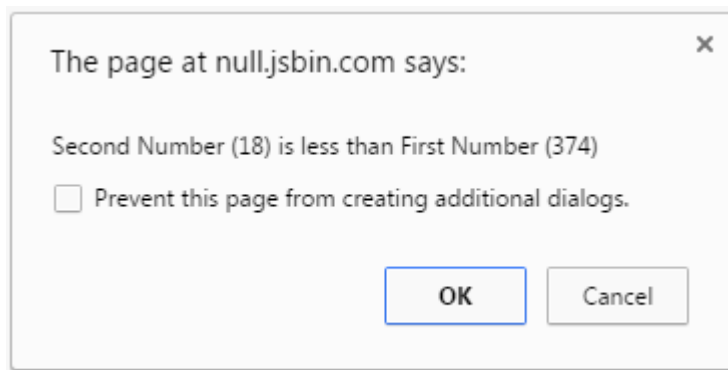 The page at null.jsbin.com says:
Second Number (18) is less than First Number (374)
Prevent this page from creating additional dialogs.
OK Cancel